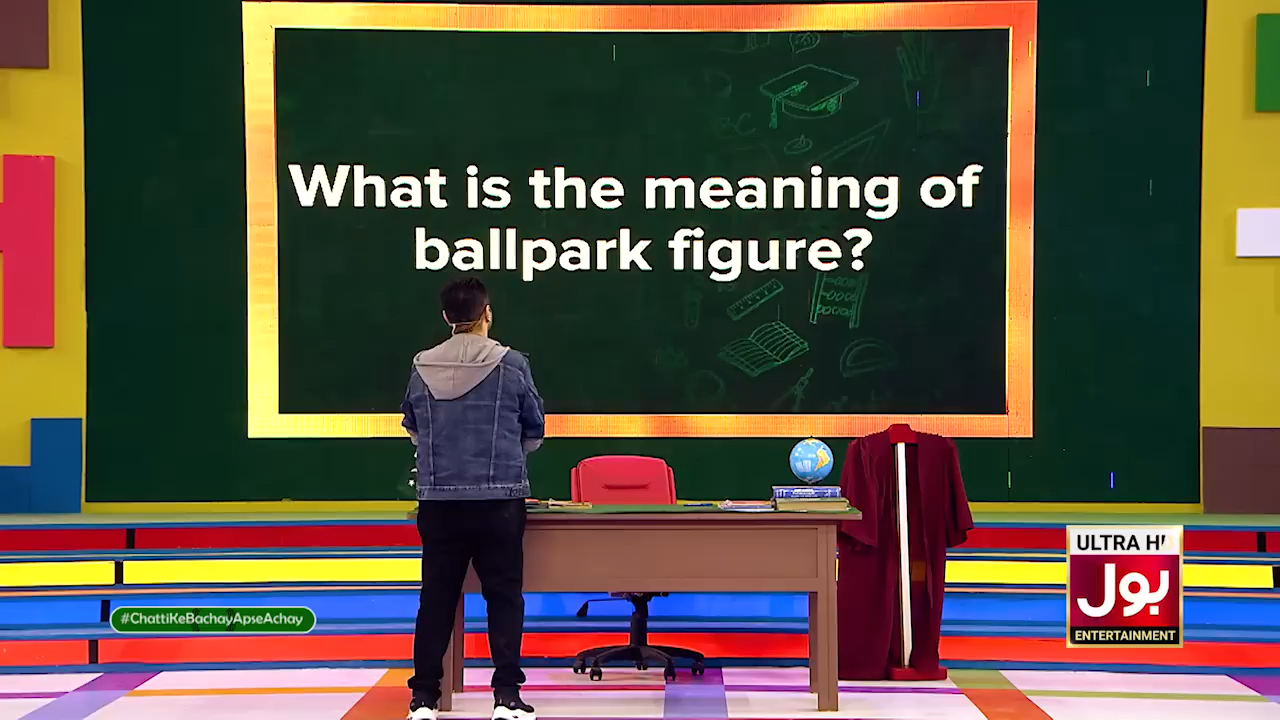 What is the meaning of
ballpark figure?
#ChattiKeBachayApseAchay
ULTRA HD
بول
ENTERTAINMENT